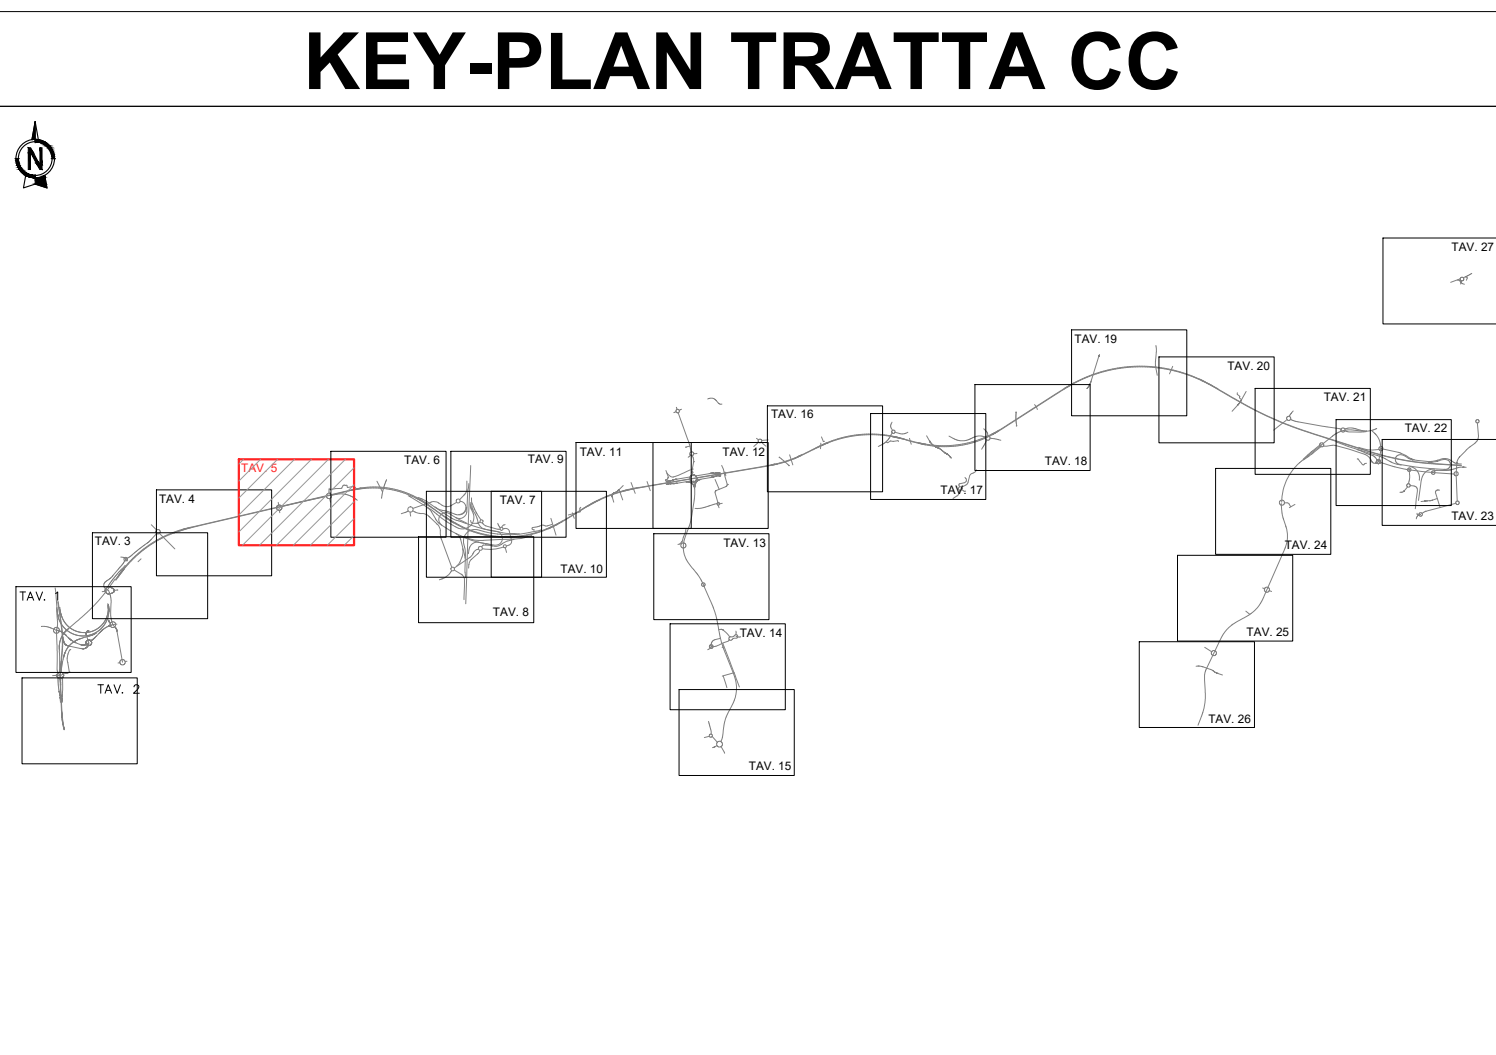 KEY-PLAN TRATTA CC
N
TAV. 27
TAV. 19
TAV. 20
TAV. 21
TAV. 16
TAV. 22
TAV. 6
TAV. 9
TAV. 11
TAV. 12
TAV. 5
TAV. 18
TAV. 17
TAV. 4
TAV. 7
TAV. 23
TAV. 3
TAV. 13
TAV. 24
TAV. 10
TAV. 1
TAV. 8
TAV. 14
TAV. 25
TAV. 2
TAV. 26
TAV. 15